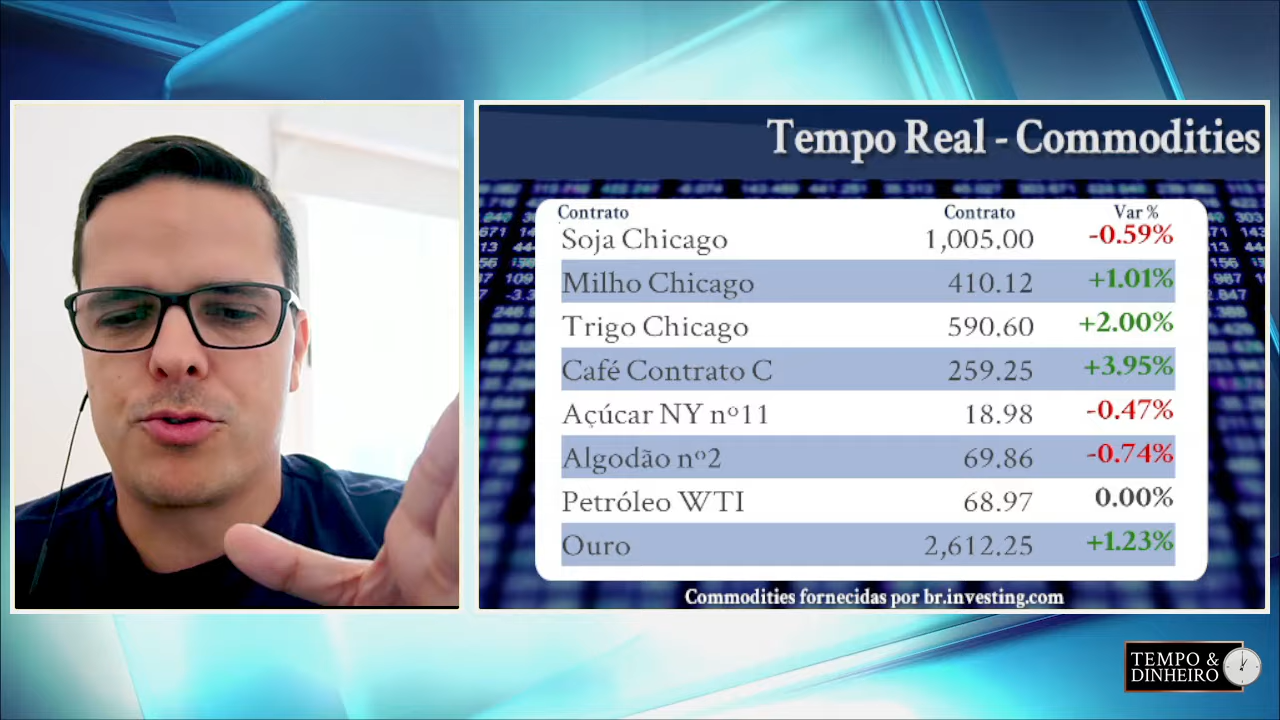 Tempo Real - Commodities
Contrato Contrato Var %
Soja Chicago 1,005.00 -0.59%
Milho Chicago 410.12 +1.01%
Trigo Chicago 590.60 +2.00%
Café Contrato C 259.25 +3.95%
Açúcar NY nº11 18.98 -0.47%
Algodão nº2 69.86 -0.74%
Petróleo WTI 68.97 0.00%
Ouro 2,612.25 +1.23%
Commodities fornecidas por br.investing.com
TEMPO &
DINHEIRO